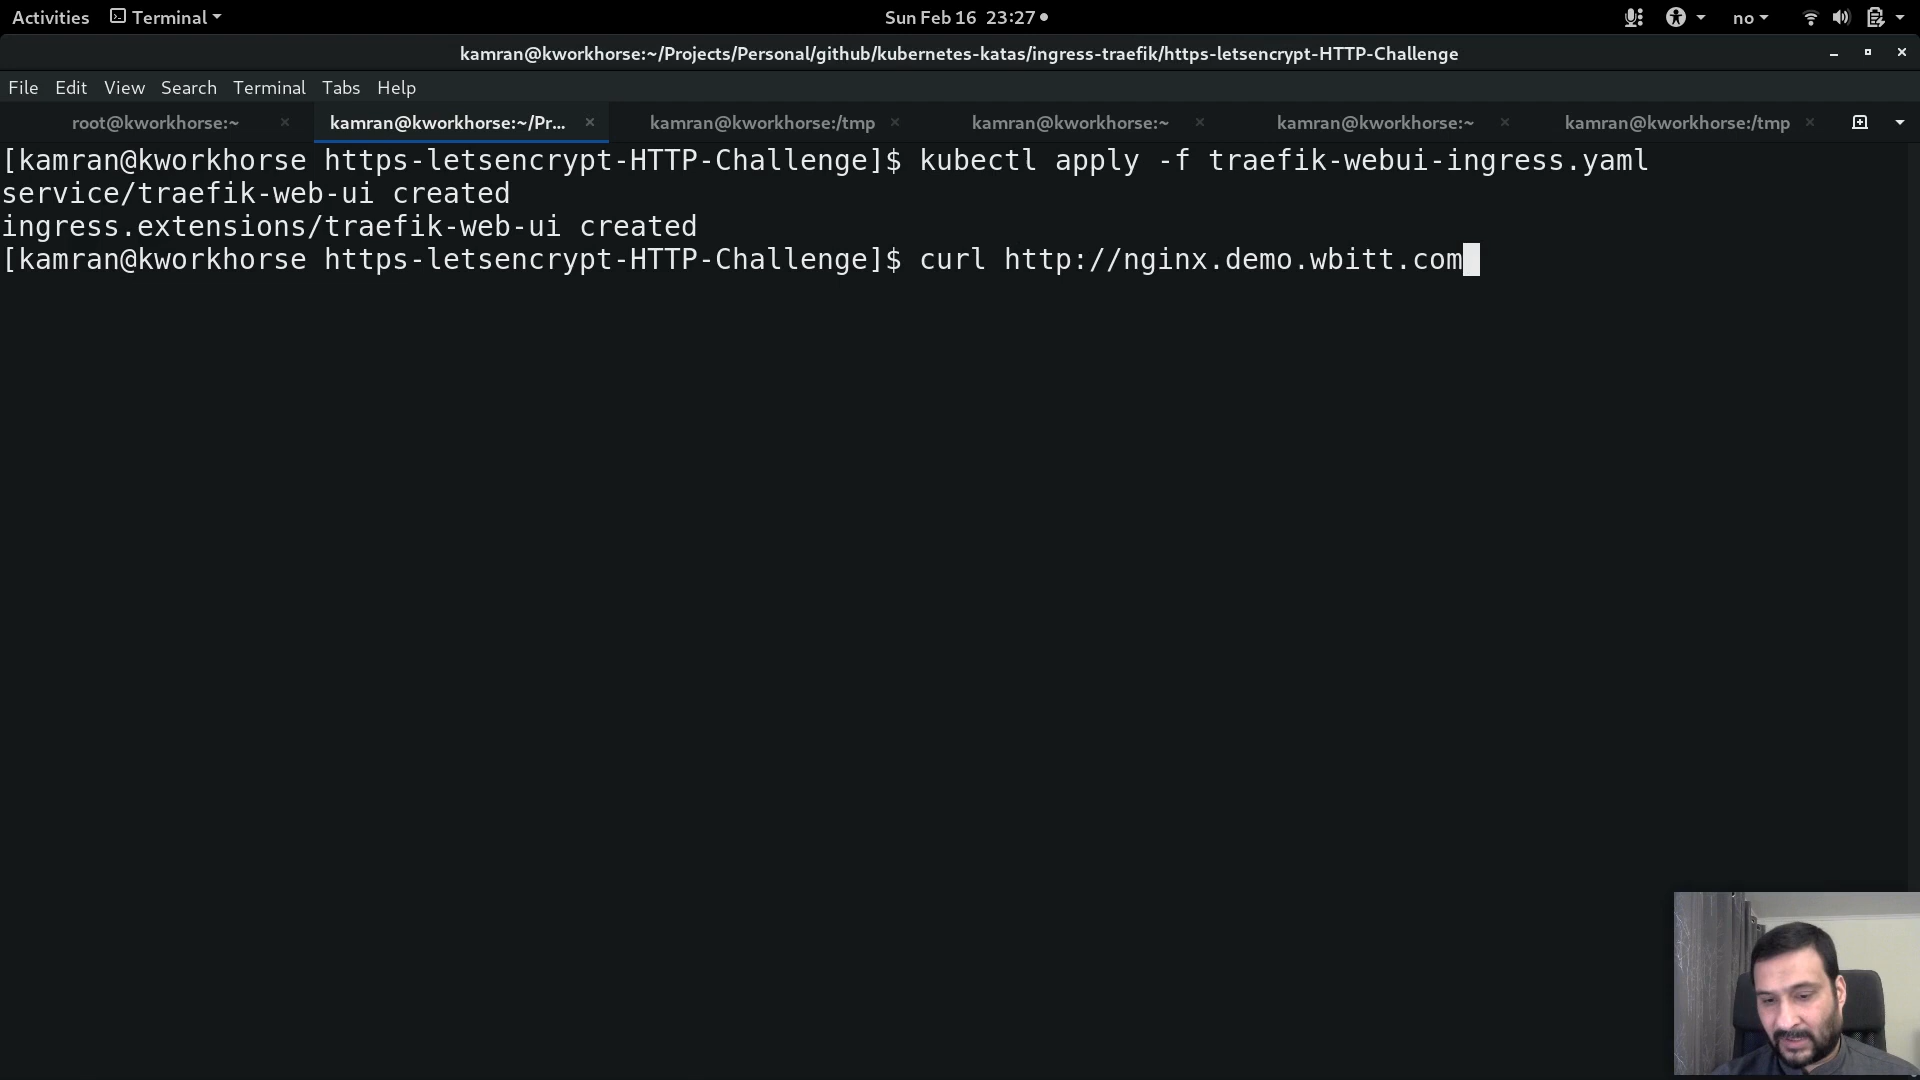 Activities Terminal Sun Feb 16 23:27 no
kamran@kworkhorse:~/Projects/Personal/github/kubernetes-katas/ingress-traefik/https-letsencrypt-HTTP-Challenge
File Edit View Search Terminal Tabs Help
root@kworkhorse:~ kamran@kworkhorse:~/Pr... kamran@kworkhorse:/tmp kamran@kworkhorse:~ kamran@kworkhorse:~ kamran@kworkhorse:/tmp
[kamran@kworkhorse https-letsencrypt-HTTP-Challenge]$ kubectl apply -f traefik-webui-ingress.yaml
service/traefik-web-ui created
ingress.extensions/traefik-web-ui created
[kamran@kworkhorse https-letsencrypt-HTTP-Challenge]$ curl http://nginx.demo.wbitt.com